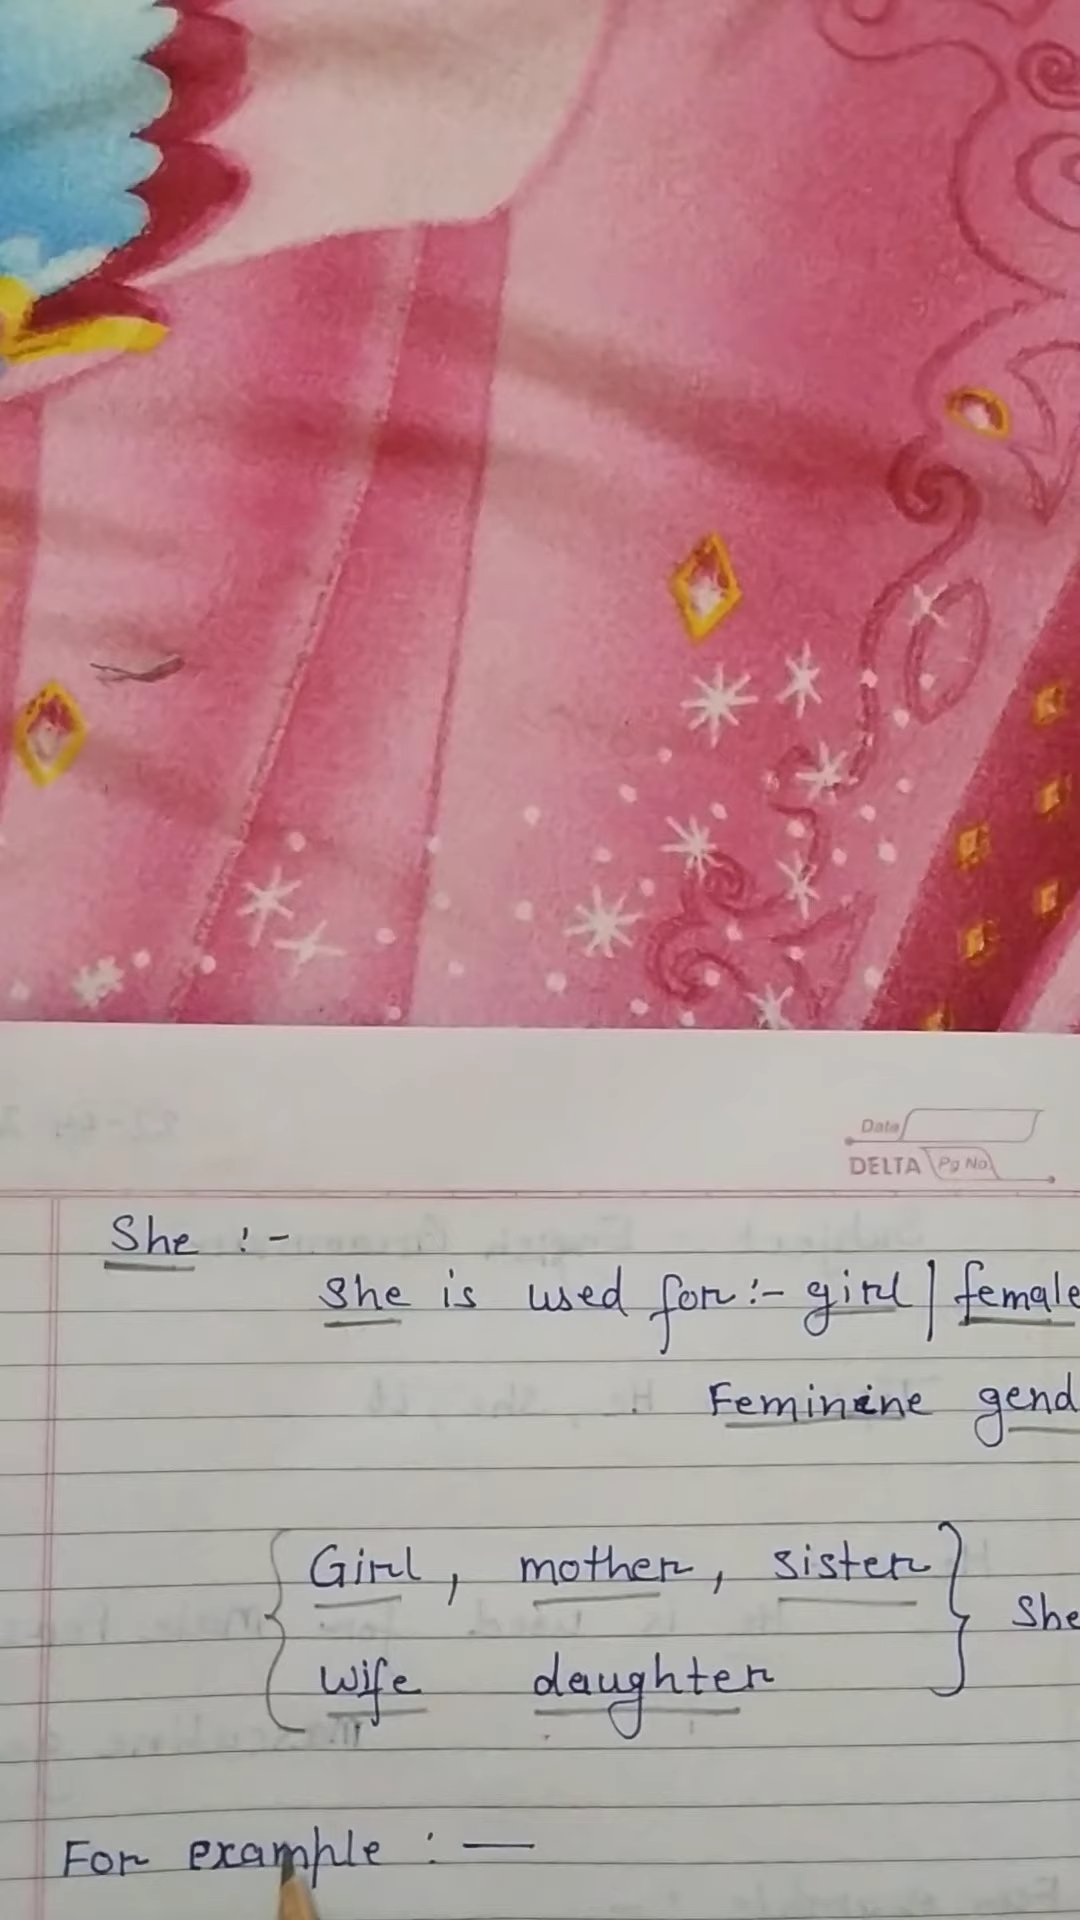 Date
DELTA Pg No
She :-
She is used for:- girl | female
Feminine gend
Girl, mother, sister
She
wife daughter
For example : —